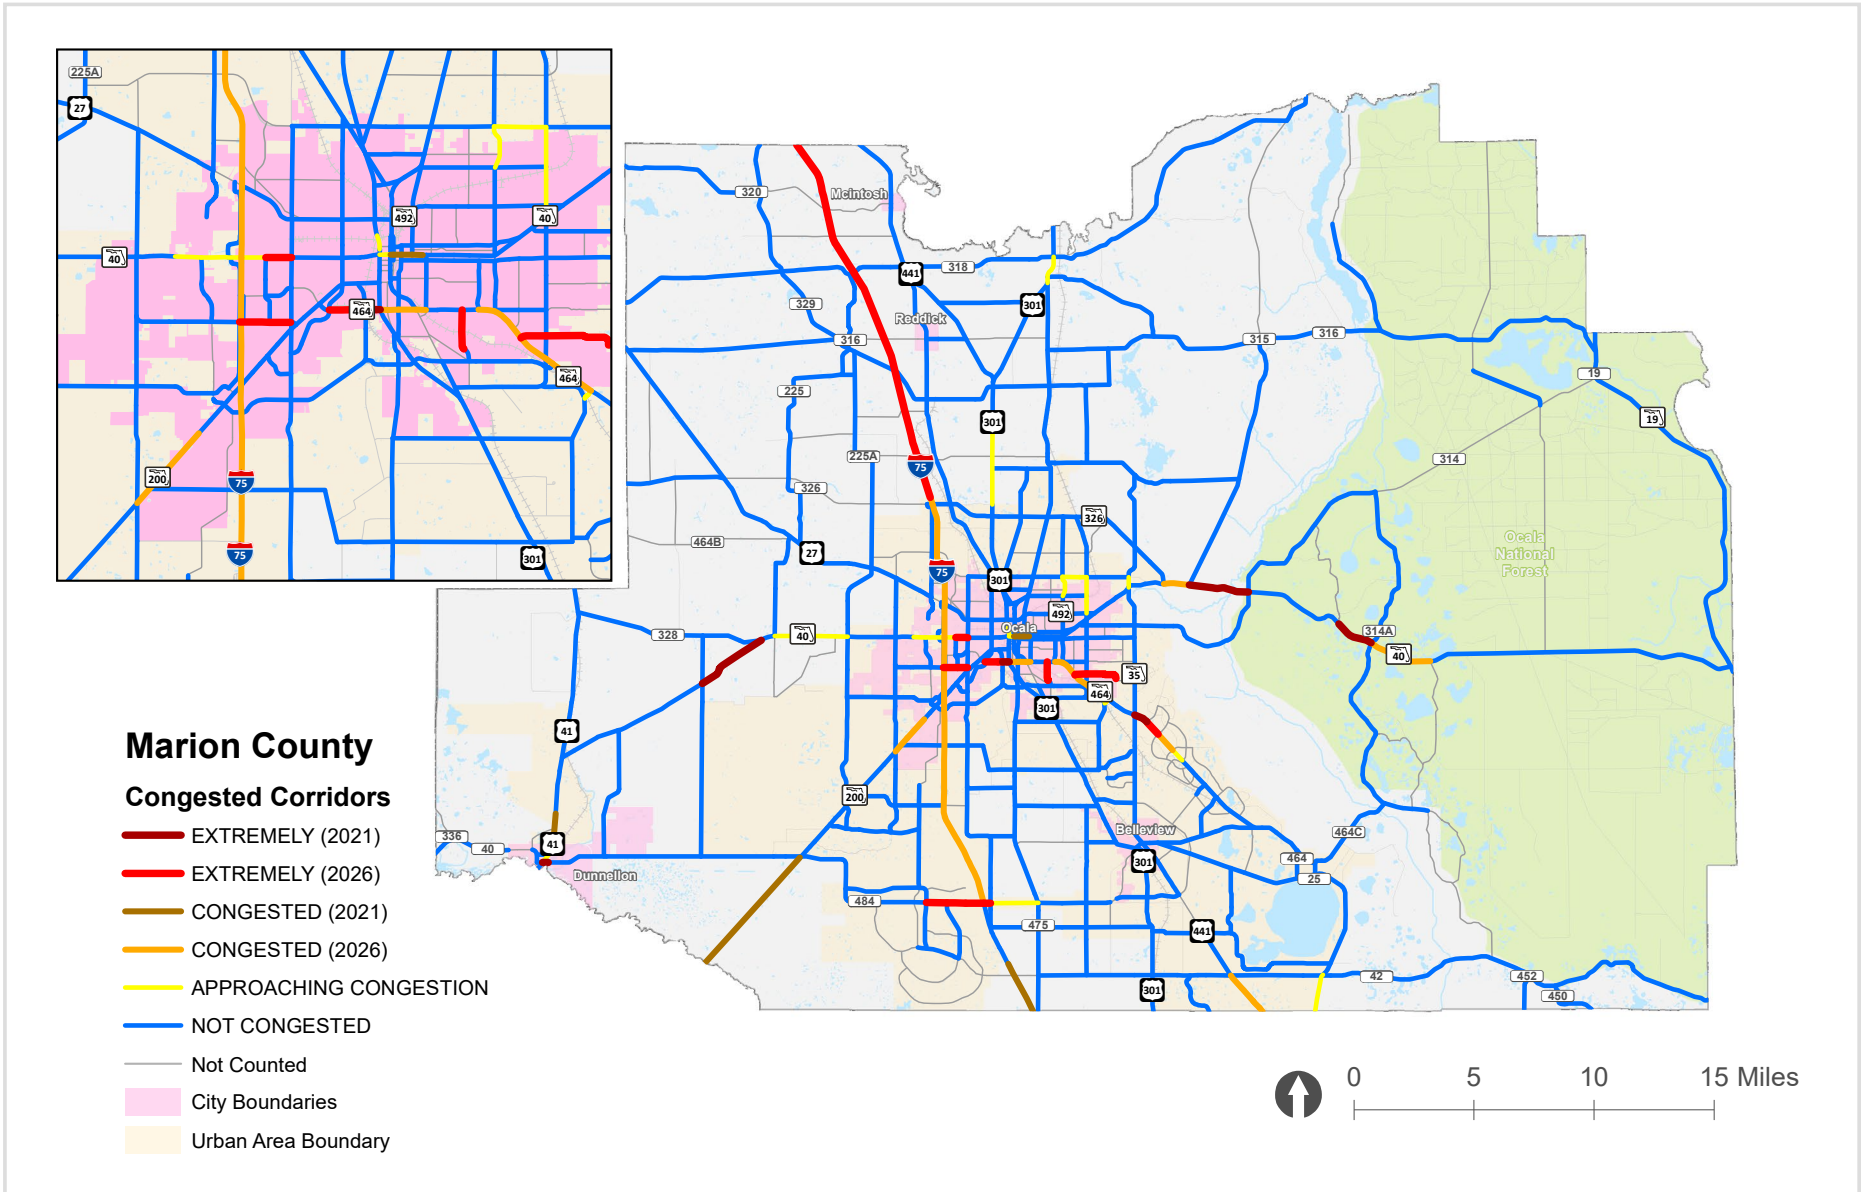 225A
27
492
40
40
464
464
200
75
75
301
320
Mcintosh
441
318
329
301
Reddick
316
315
316
19
225
19
301
314
225A
75
326
326
Ocala
National
Forest
464B
27
75
301
492
Ocala
328
40
314A
40
35
464
301
41
200
Belleview
336
40
41
464C
301
464
25
Dunnellon
484
475
441
42
452
301
450
Marion County
Congested Corridors
EXTREMELY (2021)
EXTREMELY (2026)
CONGESTED (2021)
CONGESTED (2026)
APPROACHING CONGESTION
NOT CONGESTED
Not Counted
City Boundaries
Urban Area Boundary
0 5 10 15 Miles